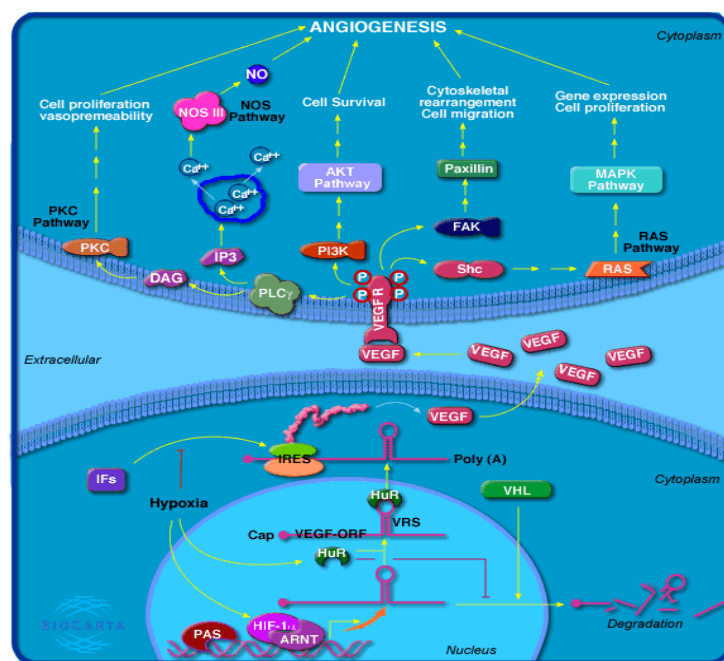 ANGIOGENESIS
Cytoplasm
NO
Cell proliferation
vasopremeability
NOS III
NOS
Pathway
Cell Survival
Cytoskeletal
rearrangement
Cell migration
Gene expression
Cell proliferation
Ca++
Ca++
Ca++
Ca++
AKT
Pathway
Paxillin
MAPK
Pathway
PKC
Pathway
PKC
IP3
PI3K
FAK
RAS
Pathway
DAG
PLCγ
P
P
P
P
VEGFR
Shc
RAS
Extracellular
VEGF
VEGF
VEGF
VEGF
VEGF
VEGF
IRES
Poly (A)
Cytoplasm
IFs
Hypoxia
HuR
VHL
Cap
VEGF-ORF
VRS
HuR
BIOCARTA
PAS
HIF-1α
ARNT
Nucleus
Degradation